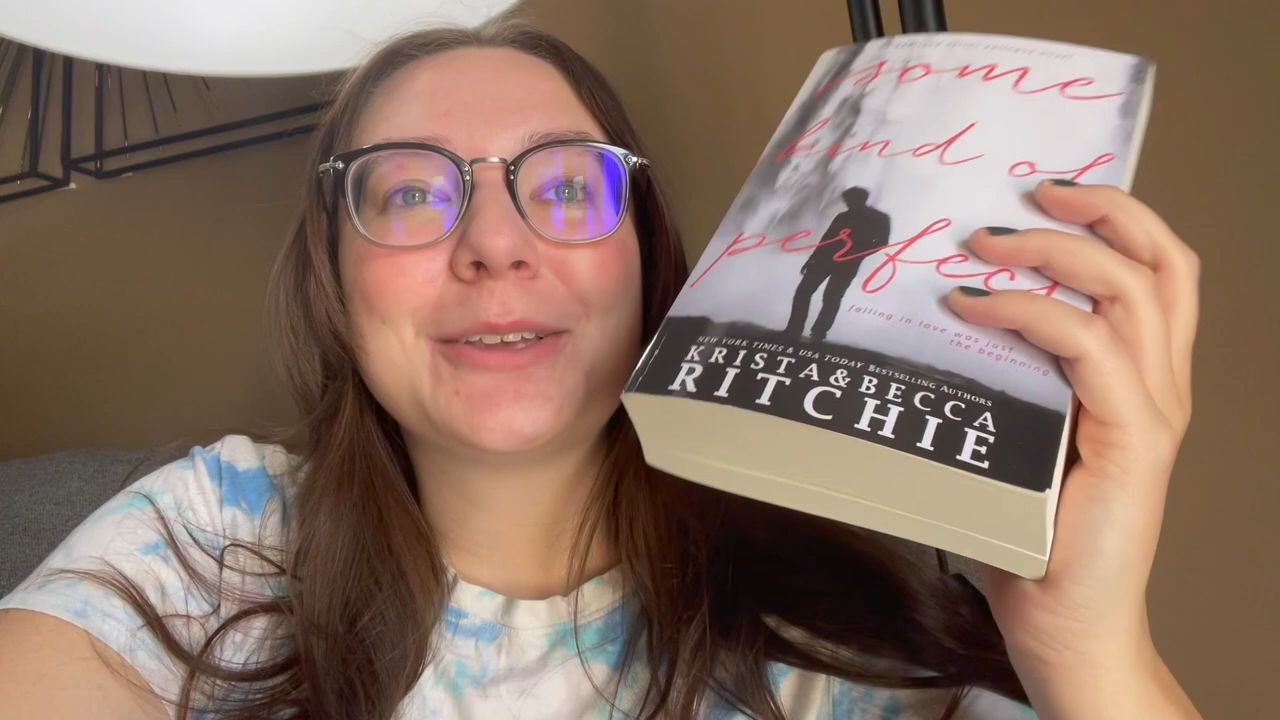 some
kind of
perfect
falling in love was just
the beginning
NEW YORK TIMES & USA TODAY BESTSELLING AUTHORS
KRISTA & BECCA
RITCHIE